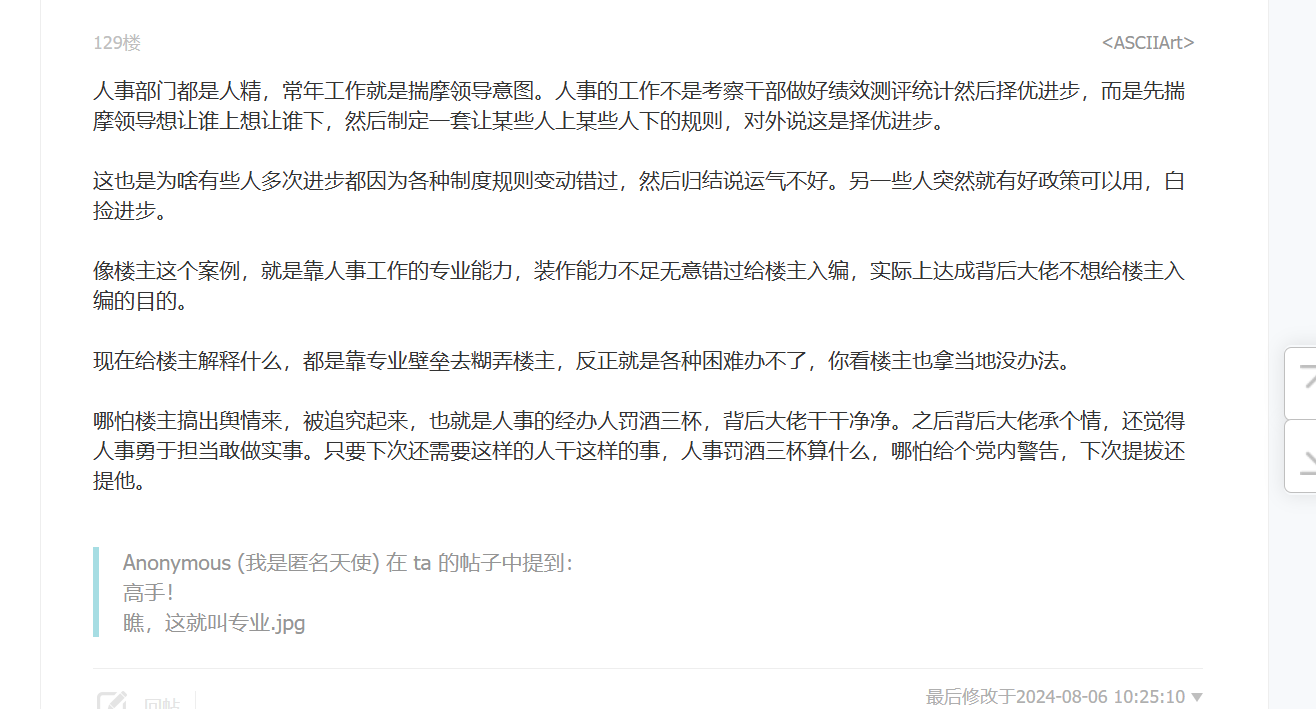 129楼
<ASCIIArt>
人事部门都是人精，常年工作就是揣摩领导意图。人事的工作不是考察干部做好绩效测评统计然后择优进步，而是先揣
摩领导想让谁上想让谁下，然后制定一套让某些人上某些人下的规则，对外说这是择优进步。
这也是为啥有些人多次进步都因为各种制度规则变动错过，然后归结说运气不好。另一些人突然就有好政策可以用，白
捡进步。
像楼主这个案例，就是靠人事工作的专业能力，装作能力不足无意错过给楼主入编，实际上达成背后大佬不想给楼主入
编的目的。
现在给楼主解释什么，都是靠专业壁垒去糊弄楼主，反正就是各种困难办不了，你看楼主也拿当地没办法。
哪怕楼主搞出舆情来，被追究起来，也就是人事的经办人罚酒三杯，背后大佬干干净净。之后背后大佬承个情，还觉得
人事勇于担当敢做实事。只要下次还需要这样的人干这样的事，人事罚酒三杯算什么，哪怕给个党内警告，下次提拔还
提他。
Anonymous (我是匿名天使) 在 ta 的帖子中提到：
高手！
瞧，这就叫专业.jpg
回帖
最后修改于2024-08-06 10:25:10